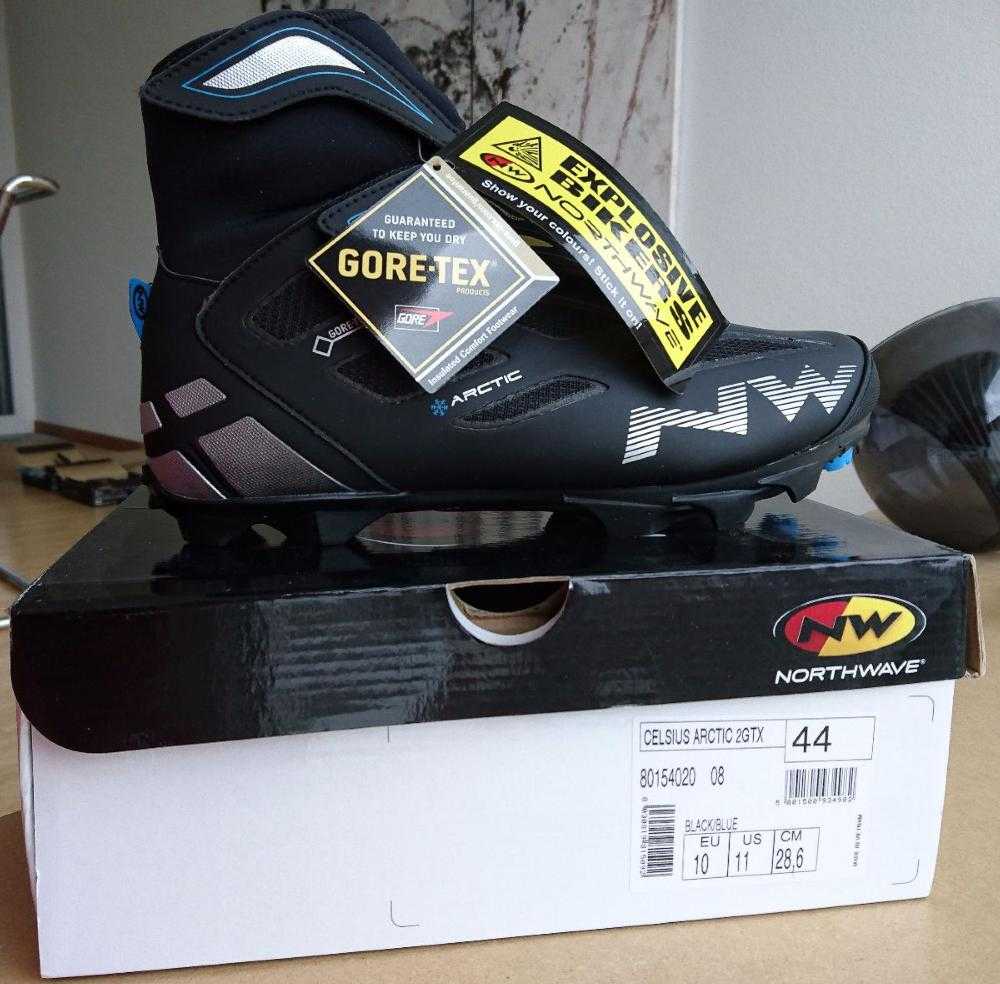 GUARANTEED
TO KEEP YOU DRY
GORE-TEX®
PRODUCTS
GORE
Insulated Comfort Footwear
NW
EXPLOSIVE
BIKERS
NORTHWAVE®
Show your colours! Stick it on!
GORE-
ARCTIC
NW
NW
NORTHWAVE®
CELSIUS ARCTIC 2GTX
44
80154020 08
BLACK/BLUE
EU US CM
10 11 28,6